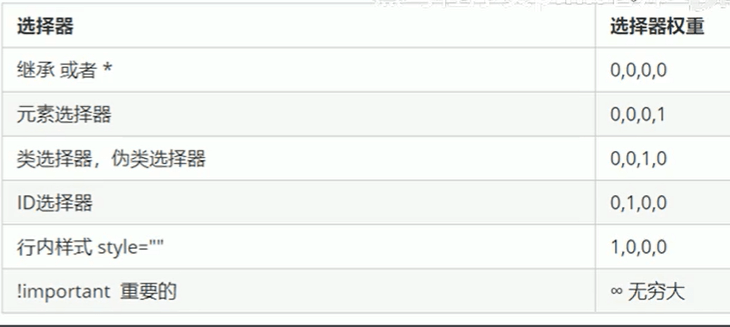 选择器 选择器权重
继承 或者 * 0,0,0,0
元素选择器 0,0,0,1
类选择器，伪类选择器 0,0,1,0
ID选择器 0,1,0,0
行内样式 style="" 1,0,0,0
!important 重要的 ∞ 无穷大